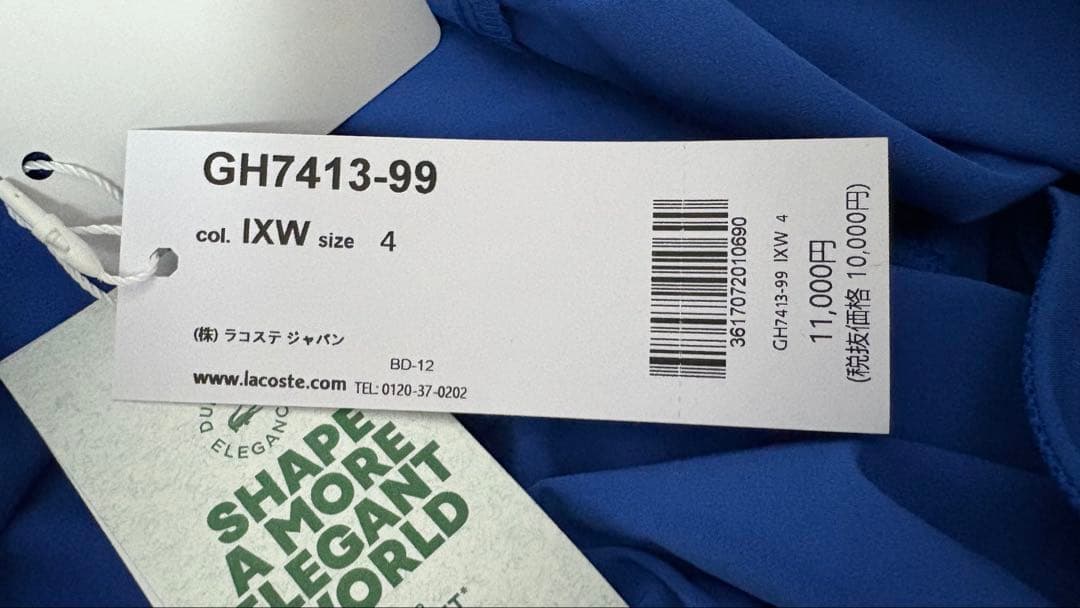 GH7413-99
col. IXW size 4
(株) ラコステ ジャパン
BD-12
www.lacoste.com TEL: 0120-37-0202
3617072010690
GH7413-99 IXW 4
11,000円
(税抜価格 10,000円)
ELEGANC
SHAPE
A MORE
ELEGANT
WORLD